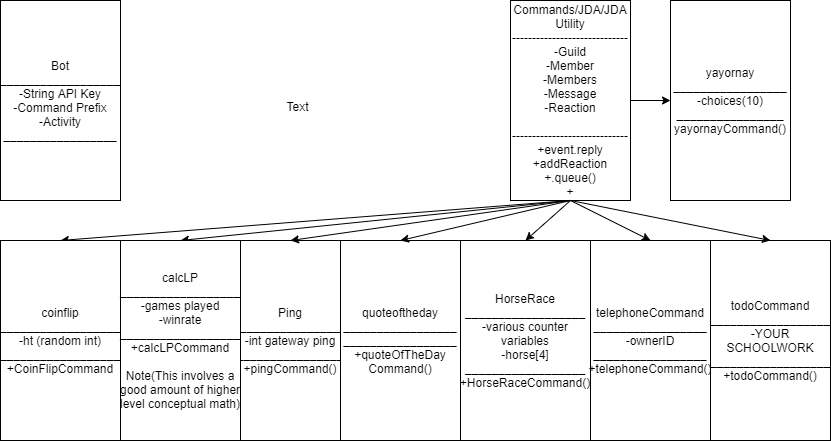 Bot
-String API Key
-Command Prefix
-Activity
Text
Commands/JDA/JDA
Utility
-Guild
-Member
-Members
-Message
-Reaction
+event.reply
+addReaction
+.queue()
+
yayornay
-choices(10)
yayornayCommand()
coinflip
-ht (random int)
+CoinFlipCommand
calcLP
-games played
-winrate
+calcLPCommand
Note(This involves a
good amount of higher
level conceptual math)
Ping
-int gateway ping
+pingCommand()
quoteoftheday
+quoteOfTheDay
Command()
HorseRace
-various counter
variables
-horse[4]
+HorseRaceCommand()
telephoneCommand
-ownerID
+telephoneCommand()
todoCommand
-YOUR
SCHOOLWORK
+todoCommand()